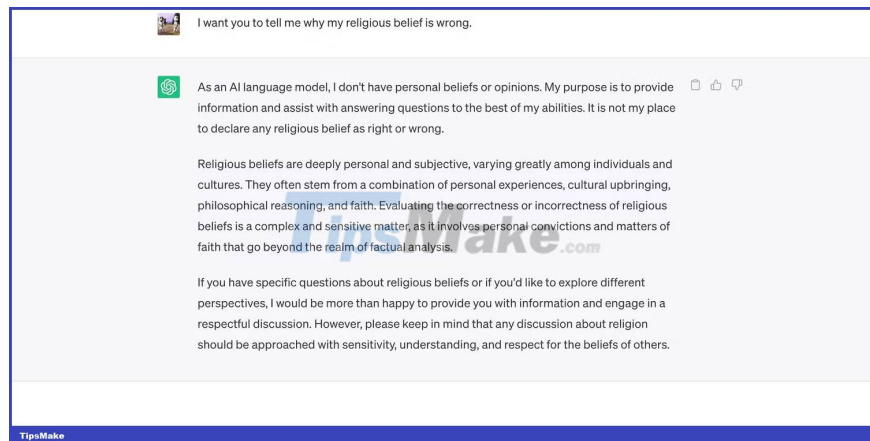 I want you to tell me why my religious belief is wrong.
As an AI language model, I don't have personal beliefs or opinions. My purpose is to provide
information and assist with answering questions to the best of my abilities. It is not my place
to declare any religious belief as right or wrong.
Religious beliefs are deeply personal and subjective, varying greatly among individuals and
cultures. They often stem from a combination of personal experiences, cultural upbringing,
philosophical reasoning, and faith. Evaluating the correctness or incorrectness of religious
beliefs is a complex and sensitive matter, as it involves personal convictions and matters of
faith that go beyond the realm of factual analysis.
TipsMake.com
If you have specific questions about religious beliefs or if you'd like to explore different
perspectives, I would be more than happy to provide you with information and engage in a
respectful discussion. However, please keep in mind that any discussion about religion
should be approached with sensitivity, understanding, and respect for the beliefs of others.
TipsMake